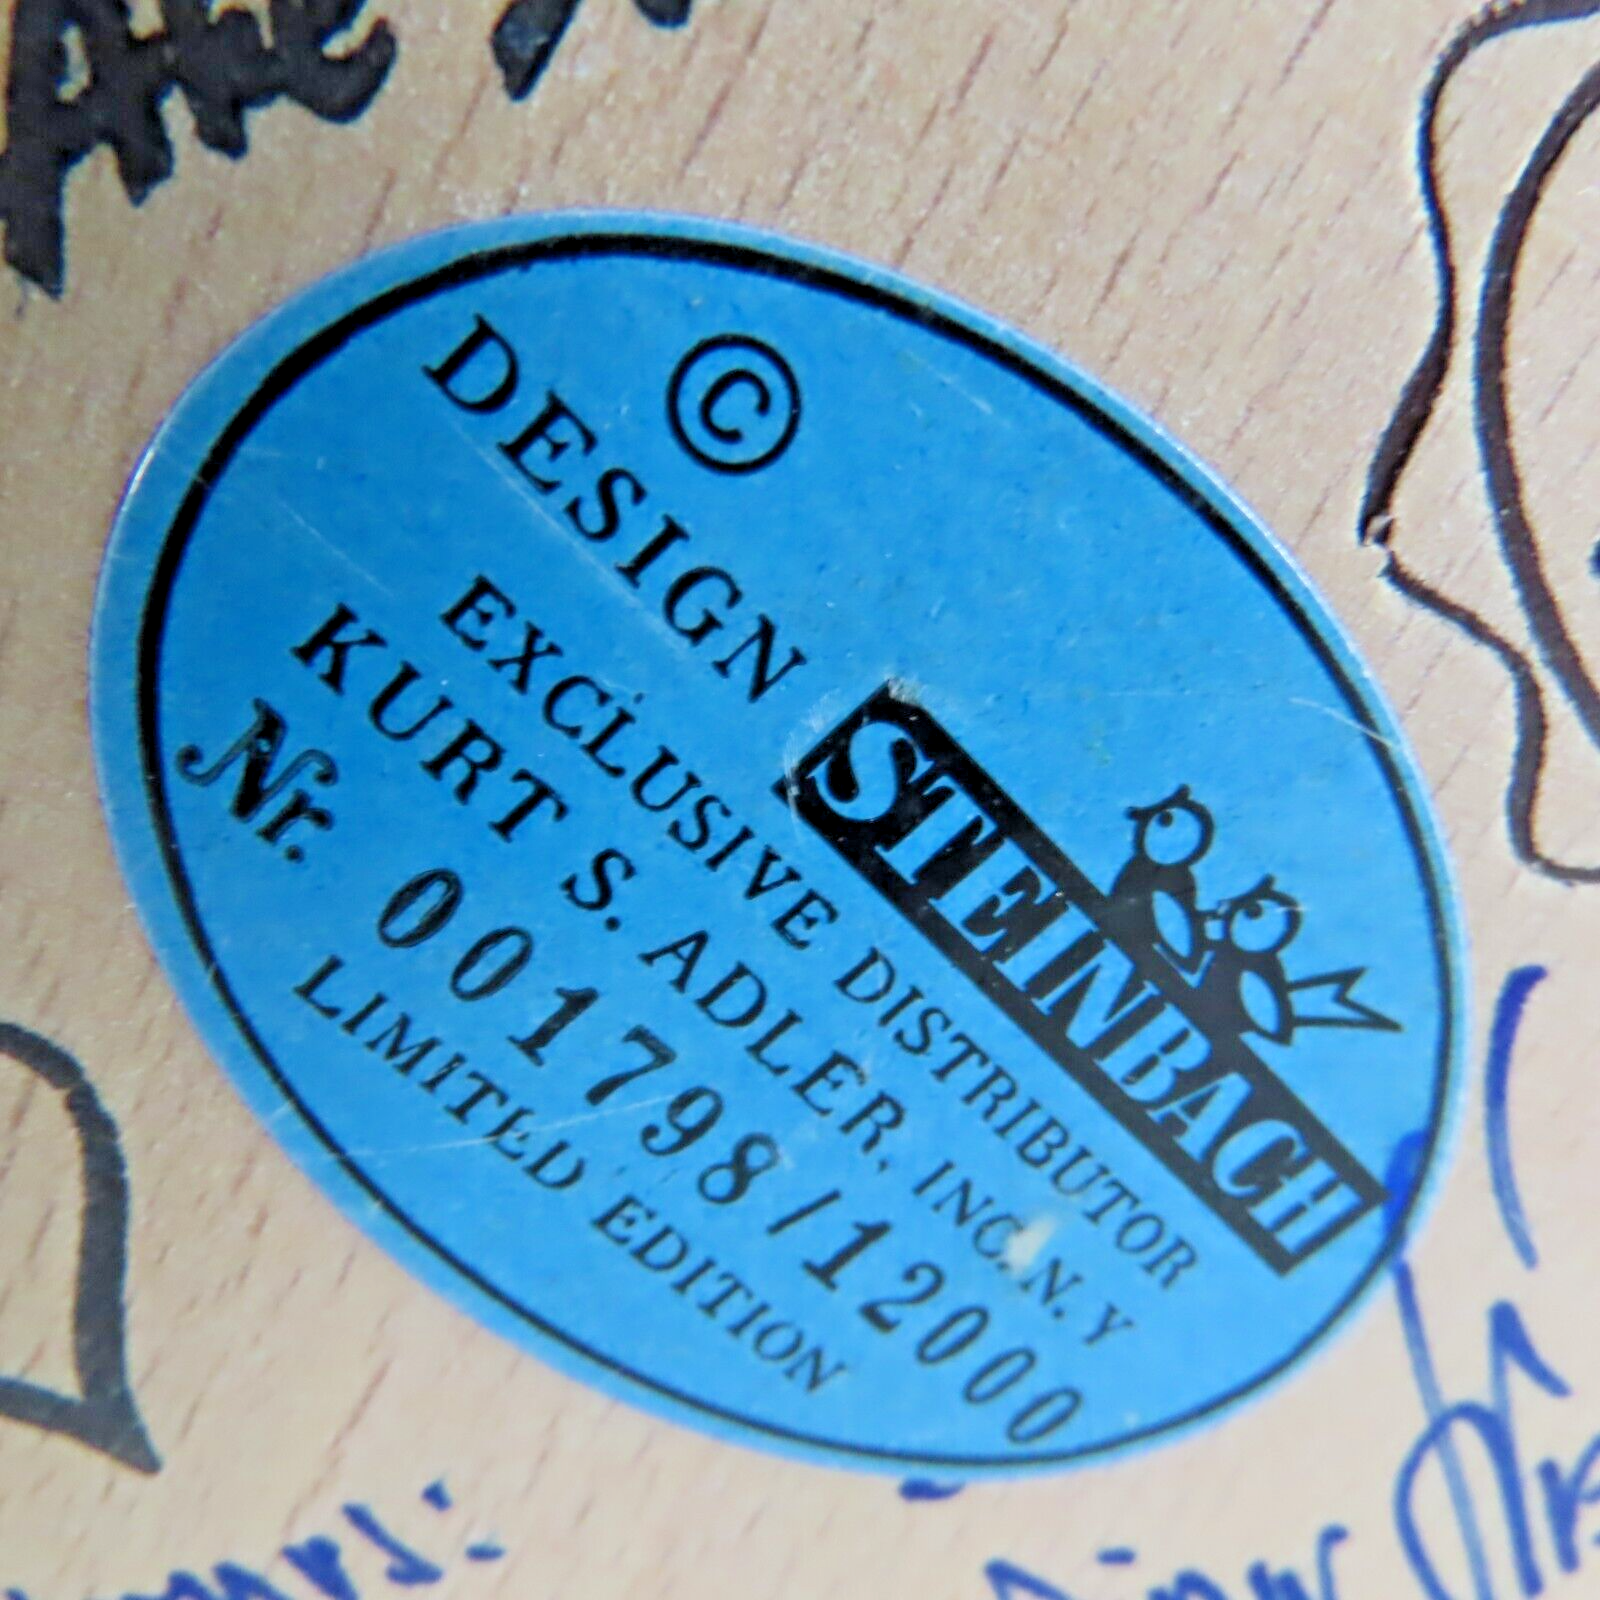 ©
DESIGN STEINBACH
EXCLUSIVE DISTRIBUTOR
KURT S. ADLER, INC. N.Y
Nr. 001798/12000
LIMITED EDITION